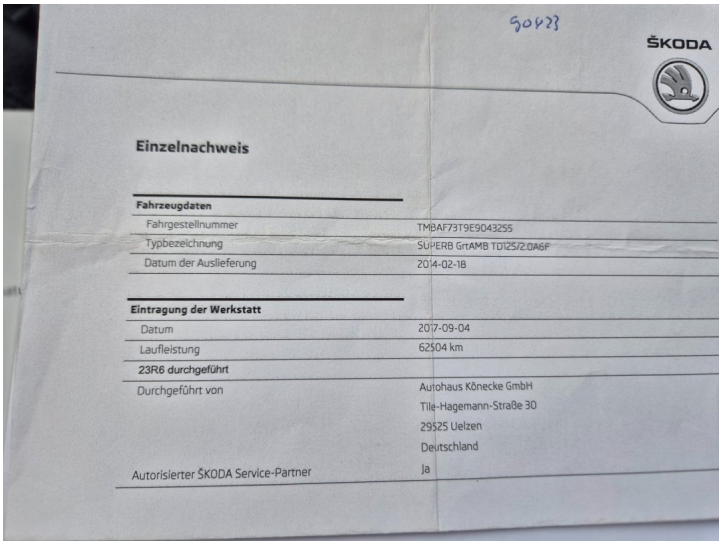 90423
ŠKODA
Einzelnachweis
Fahrzeugdaten
Fahrgestellnummer TMBAF73T9E9043255
Typbezeichnung SUPERB GrtAMB TD125/2.0A6F
Datum der Auslieferung 2014-02-18
Eintragung der Werkstatt
Datum 2017-09-04
Laufleistung 62504 km
23R6 durchgeführt
Durchgeführt von Autohaus Könecke GmbH
Tile-Hagemann-Straße 30
29525 Uelzen
Deutschland
Autorisierter ŠKODA Service-Partner Ja